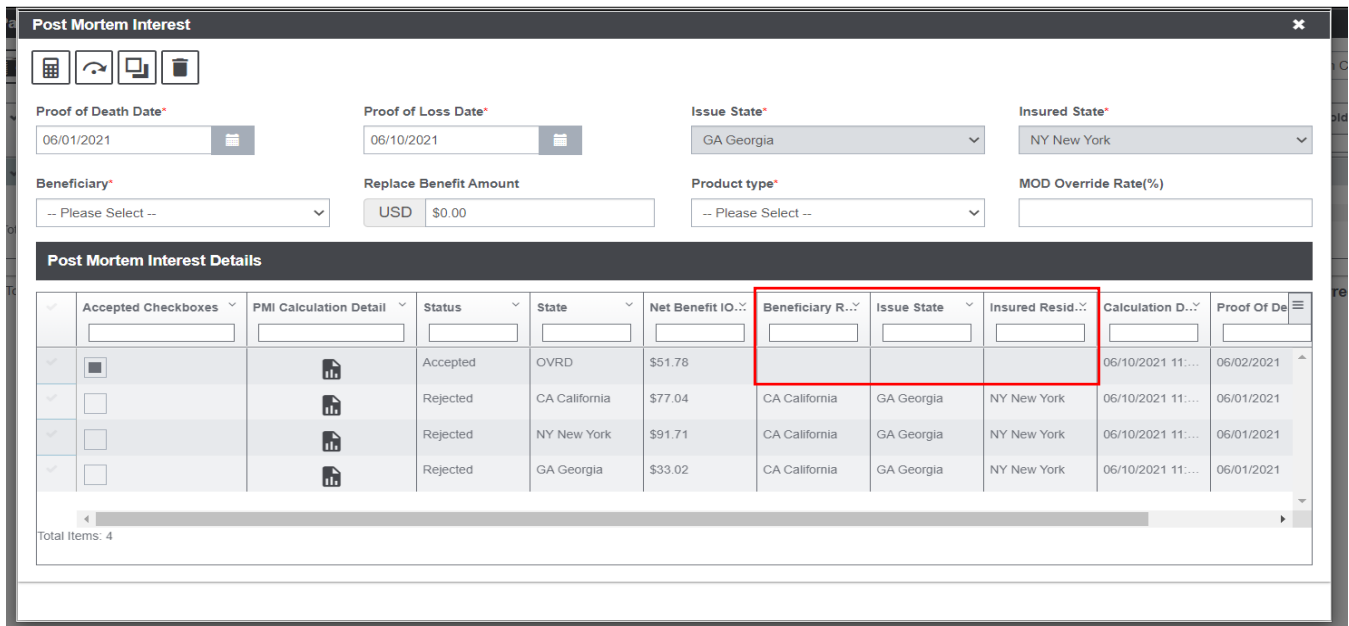 Post Mortem Interest
Proof of Death Date* Proof of Loss Date* Issue State* Insured State*
06/01/2021 06/10/2021 GA Georgia NY New York
Beneficiary* Replace Benefit Amount Product type* MOD Override Rate(%)
-- Please Select -- USD $0.00 -- Please Select --
Post Mortem Interest Details
Accepted Checkboxes PMI Calculation Detail Status State Net Benefit IO... Beneficiary R... Issue State Insured Resid... Calculation D... Proof Of De
Accepted OVRD $51.78 06/10/2021 11:... 06/02/2021
Rejected CA California $77.04 CA California GA Georgia NY New York 06/10/2021 11:... 06/01/2021
Rejected NY New York $91.71 CA California GA Georgia NY New York 06/10/2021 11:... 06/01/2021
Rejected GA Georgia $33.02 CA California GA Georgia NY New York 06/10/2021 11:... 06/01/2021
Total Items: 4